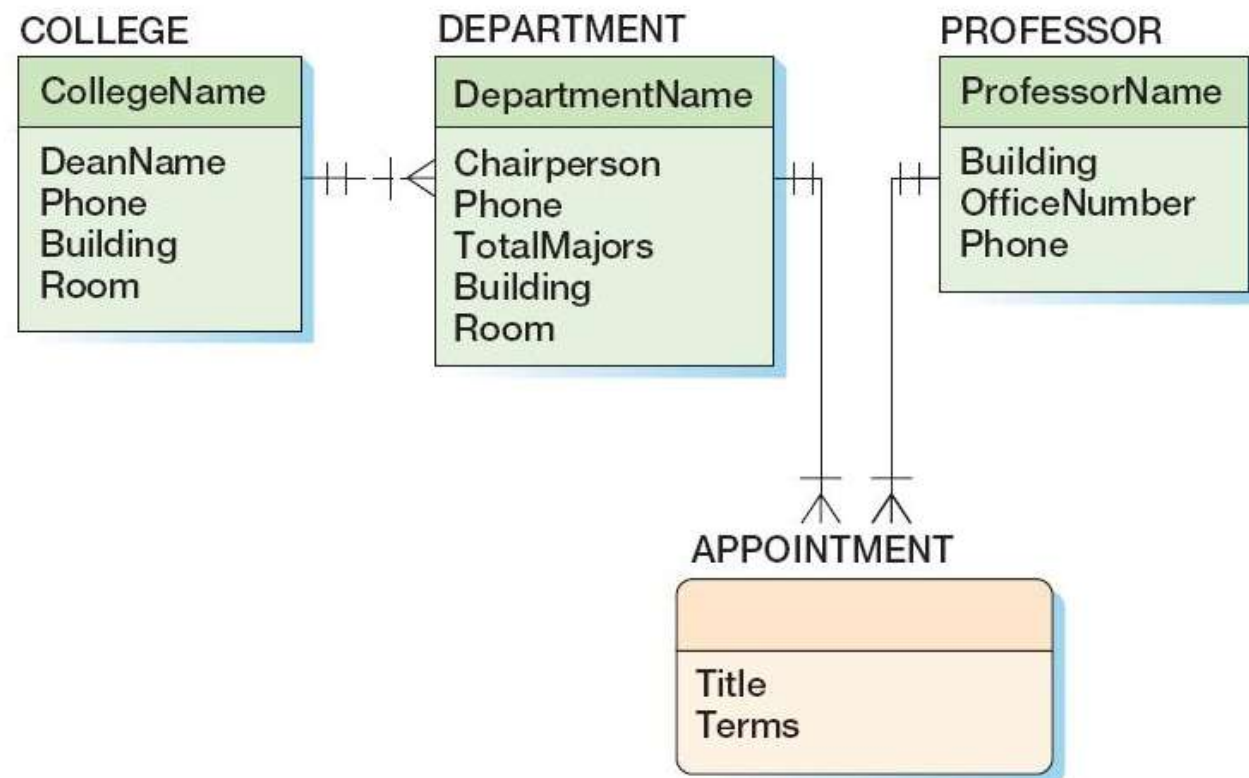 COLLEGE
CollegeName
DeanName
Phone
Building
Room
DEPARTMENT
DepartmentName
Chairperson
Phone
TotalMajors
Building
Room
PROFESSOR
ProfessorName
Building
OfficeNumber
Phone
APPOINTMENT
Title
Terms